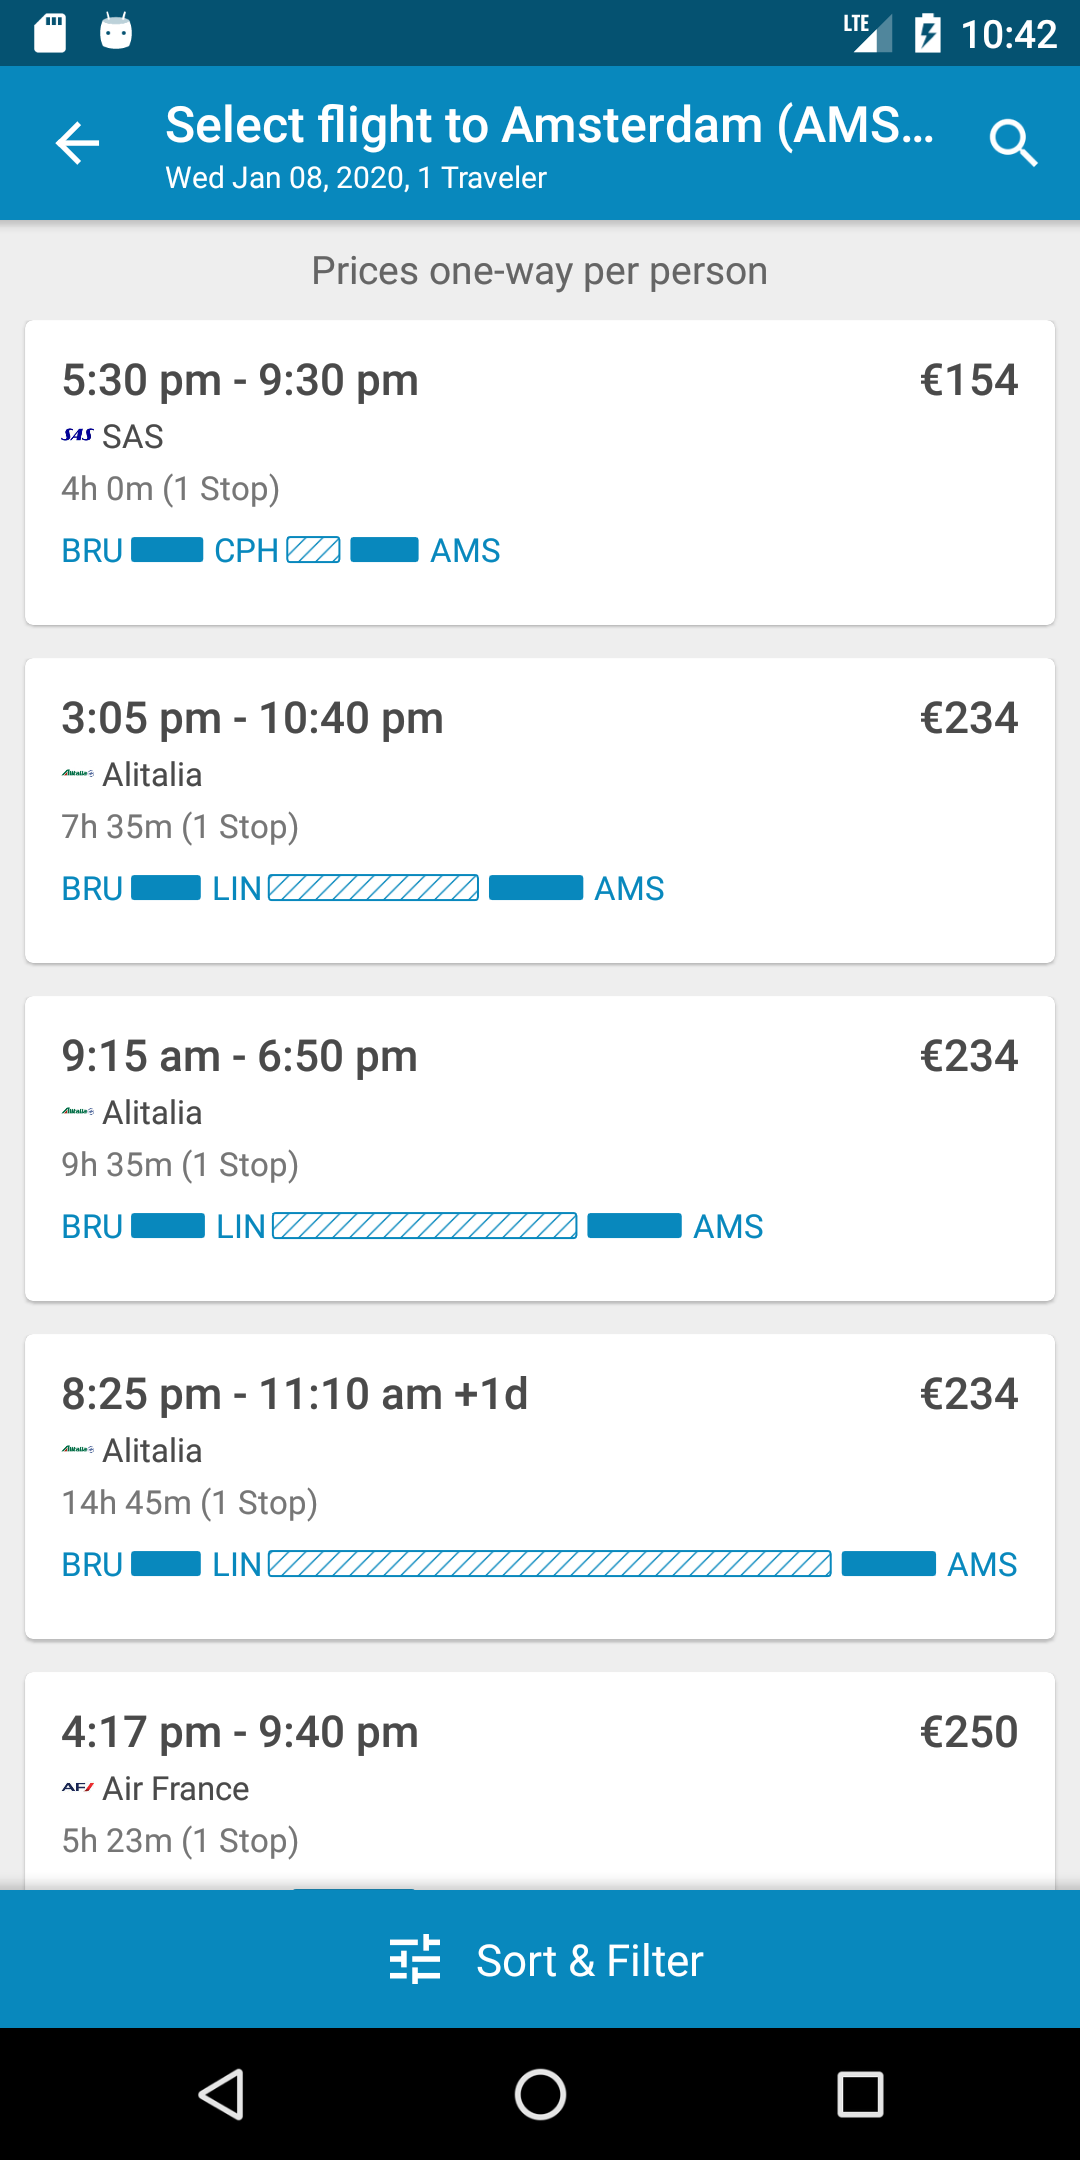 LTE 10:42
Select flight to Amsterdam (AMS...
Wed Jan 08, 2020, 1 Traveler
Prices one-way per person
5:30 pm - 9:30 pm €154
SAS SAS
4h 0m (1 Stop)
BRU CPH AMS
3:05 pm - 10:40 pm €234
Alitalia Alitalia
7h 35m (1 Stop)
BRU LIN AMS
9:15 am - 6:50 pm €234
Alitalia Alitalia
9h 35m (1 Stop)
BRU LIN AMS
8:25 pm - 11:10 am +1d €234
Alitalia Alitalia
14h 45m (1 Stop)
BRU LIN AMS
4:17 pm - 9:40 pm €250
AF Air France
5h 23m (1 Stop)
Sort & Filter